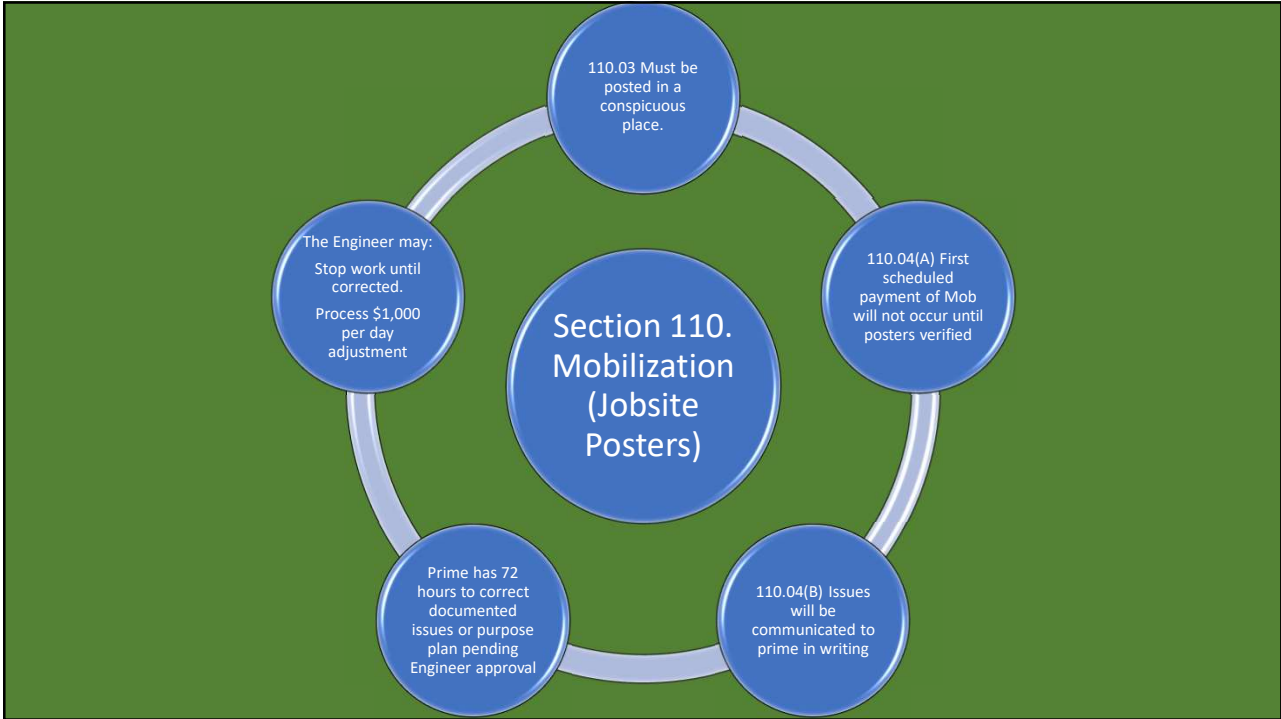 110.03 Must be
posted in a
conspicuous
place.
110.04(A) First
scheduled
payment of Mob
will not occur until
posters verified
110.04(B) Issues
will be
communicated to
prime in writing
Prime has 72
hours to correct
documented
issues or purpose
plan pending
Engineer approval
The Engineer may:
Stop work until
corrected.
Process $1,000
per day
adjustment
Section 110.
Mobilization
(Jobsite
Posters)